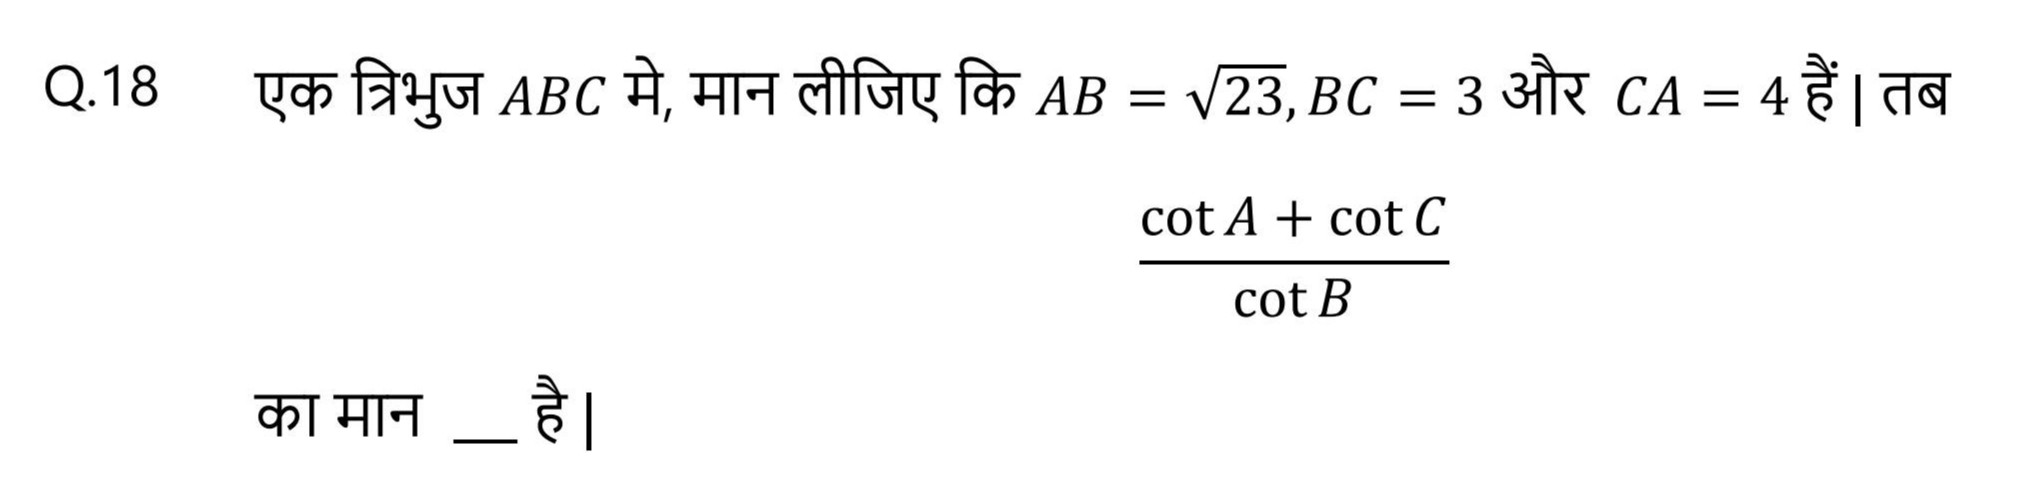 Q.18 एक त्रिभुज ABC मे, मान लीजिए कि AB = √23, BC = 3 और CA = 4 हैं | तब
cot A + cot C
cot B
का मान __ है |